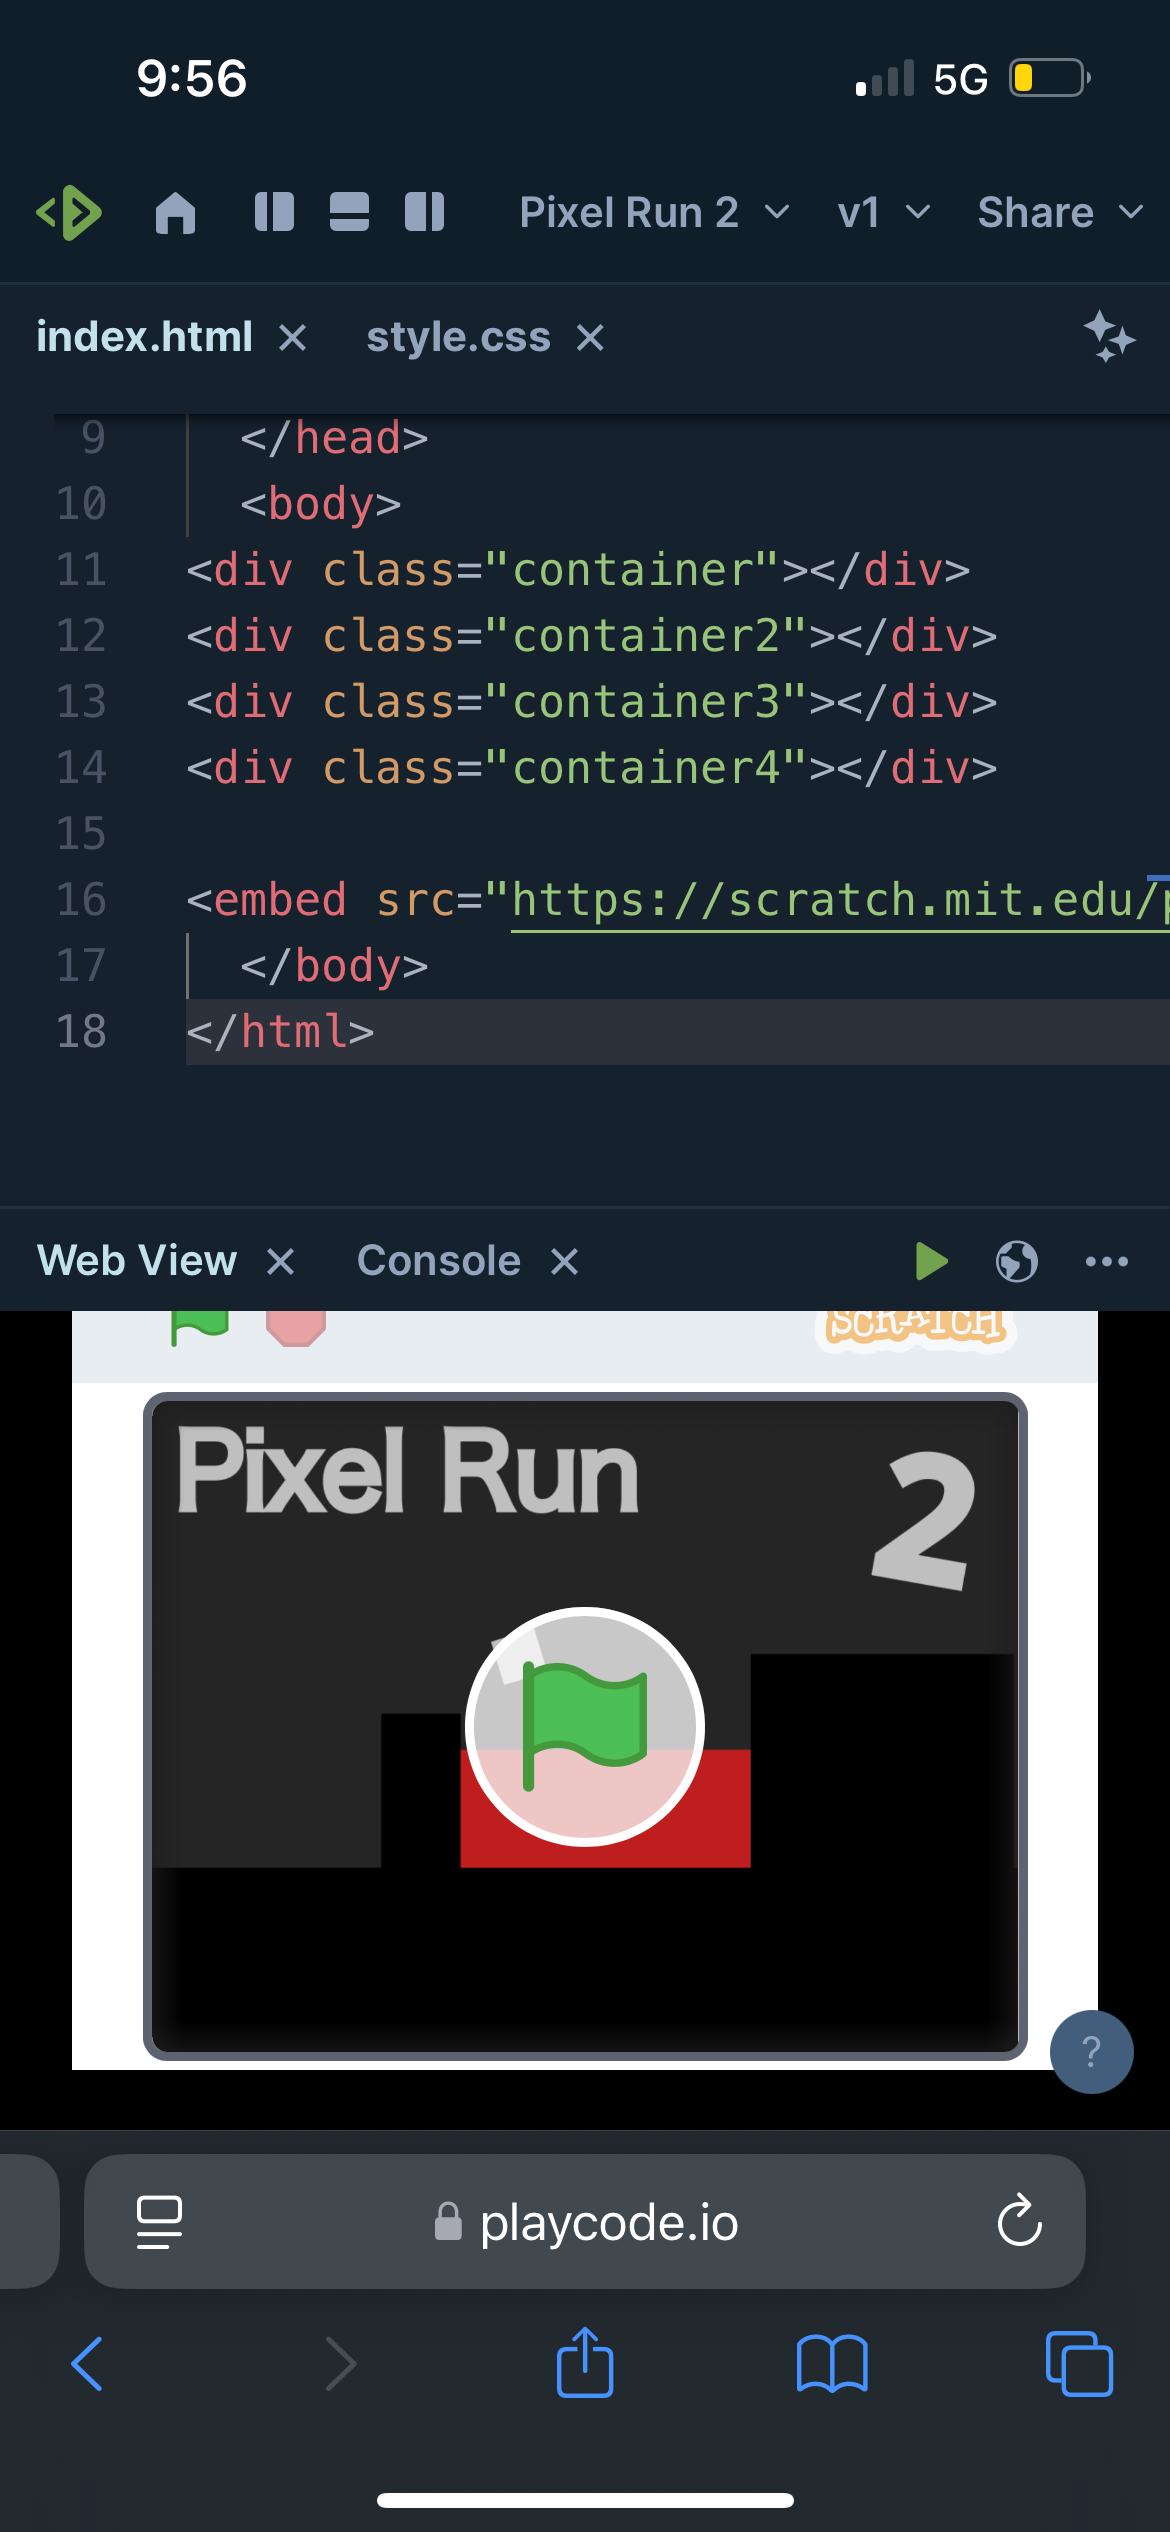 9:56 5G
Pixel Run 2 v1 Share
index.html style.css
9 </head>
10 <body>
11 <div class="container"></div>
12 <div class="container2"></div>
13 <div class="container3"></div>
14 <div class="container4"></div>
15
16 <embed src="https://scratch.mit.edu/p
17 </body>
18 </html>
Web View Console
SCRATCH
Pixel Run
2
?
playcode.io